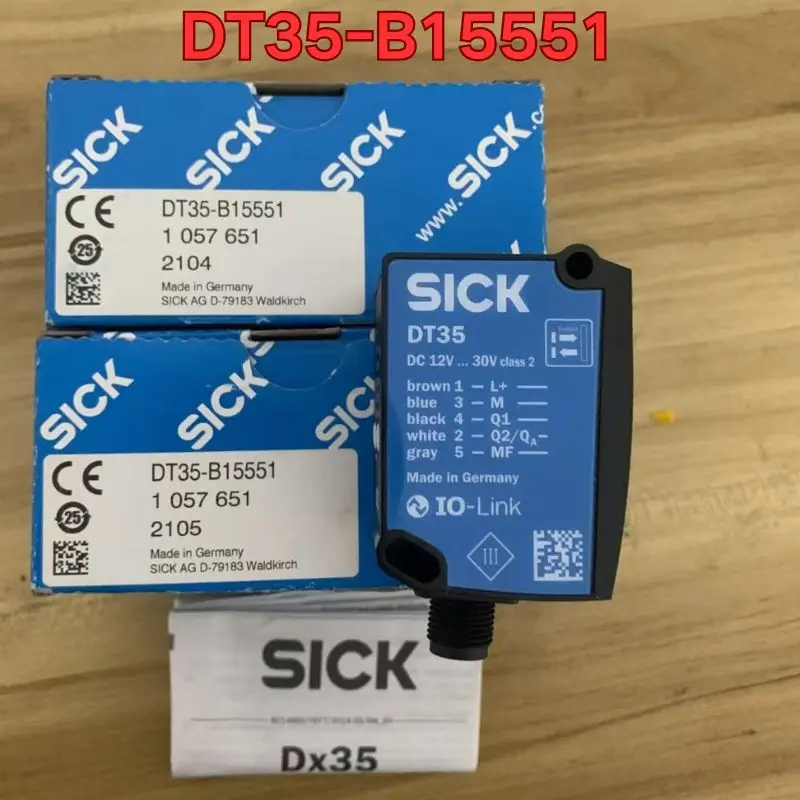 DT35-B15551
SICK
SICK
SICK
SICK
www.
DT35-B15551
1 057 651
2104
Made in Germany
SICK AG D-79183 Waldkirch
CE
25
SICK
SICK
SICK
DT35-B15551
1 057 651
2105
Made in Germany
SICK AG D-79183 Waldkirch
CE
25
SICK
DT35
DC 12V ... 30V class 2
brown 1 – L+
blue 3 – M
black 4 – Q1
white 2 – Q2/QA
gray 5 – MF
Made in Germany
IO-Link
III
SICK
Dx35